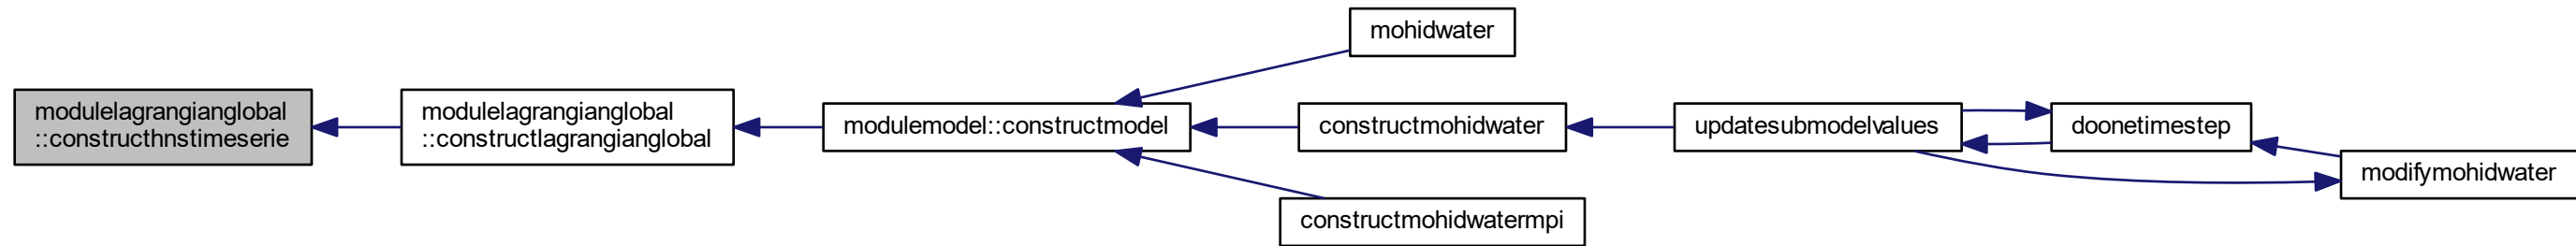 modulelagrangianglobal
::constructhnstimeserie
modulelagrangianglobal
::constructlagrangianglobal
modulemodel::constructmodel
mohidwater
constructmohidwater
constructmohidwatermpi
updatesubmodelvalues
doonetimestep
modifymohidwater